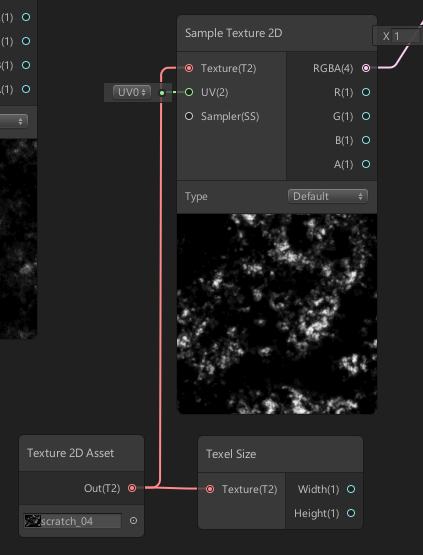 (1)
(1)
(1)
(1)
Sample Texture 2D
X 1
Texture(T2)
RGBA(4)
UV0
UV(2)
R(1)
Sampler(SS)
G(1)
B(1)
A(1)
Type
Default
Texture 2D Asset
Out(T2)
scratch_04
Texel Size
Texture(T2)
Width(1)
Height(1)